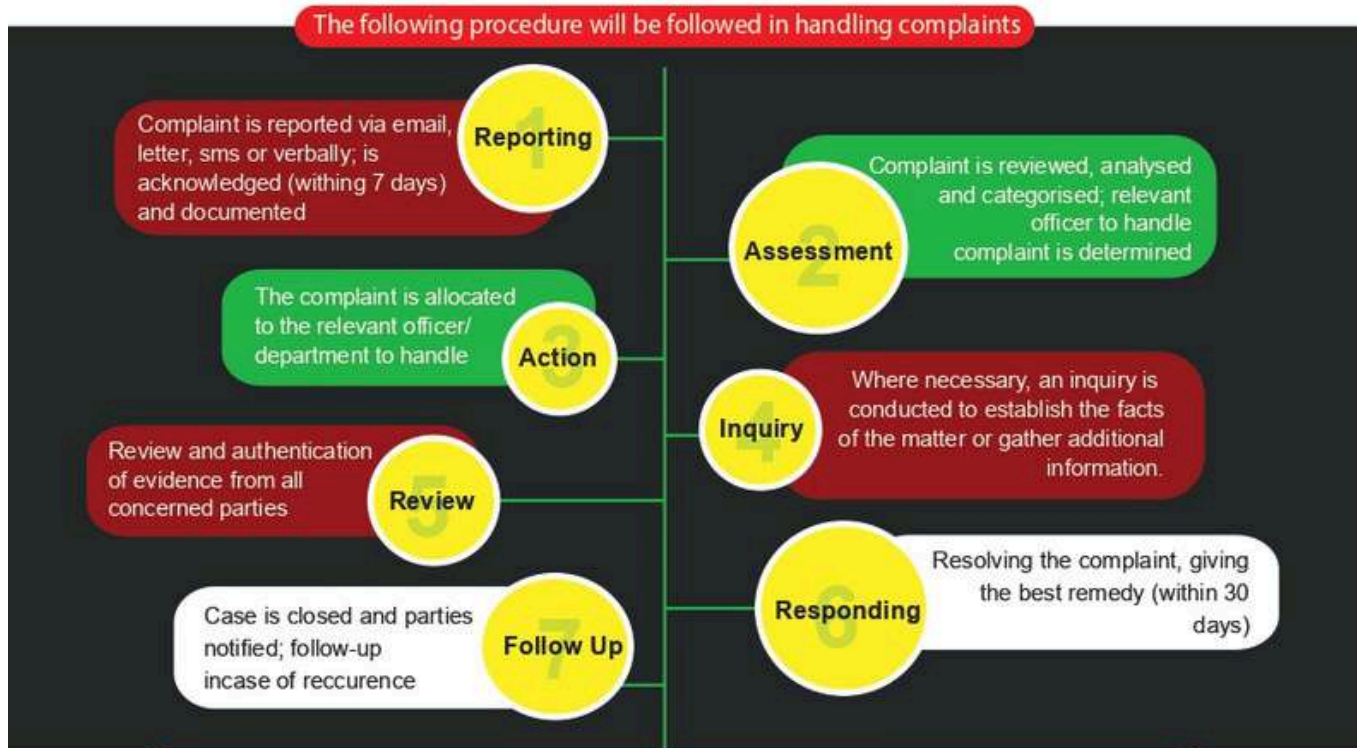 The following procedure will be followed in handling complaints
1
Reporting
Complaint is reported via email,
letter, sms or verbally; is
acknowledged (withing 7 days)
and documented
2
Assessment
Complaint is reviewed, analysed
and categorised; relevant
officer to handle
complaint is determined
3
Action
The complaint is allocated
to the relevant officer/
department to handle
4
Inquiry
Where necessary, an inquiry is
conducted to establish the facts
of the matter or gather additional
information.
5
Review
Review and authentication
of evidence from all
concerned parties
6
Responding
Resolving the complaint, giving
the best remedy (within 30
days)
7
Follow Up
Case is closed and parties
notified; follow-up
incase of reccurence